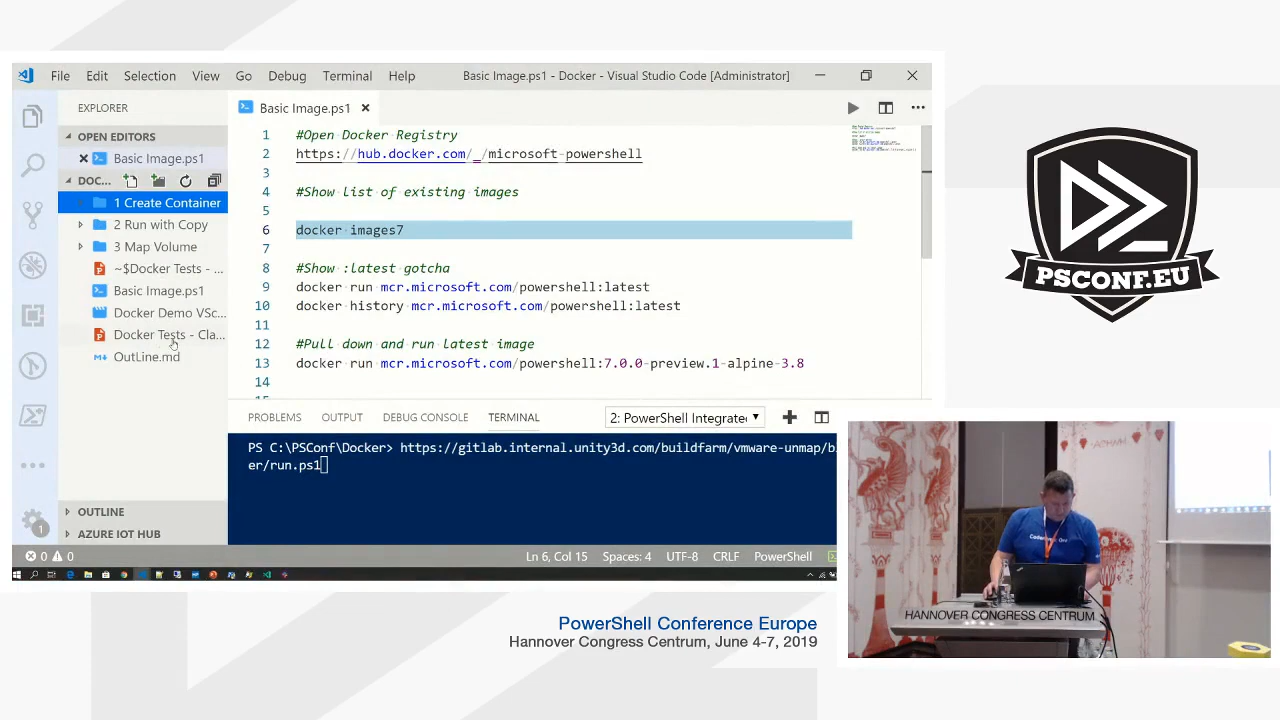 File Edit Selection View Go Debug Terminal Help Basic Image.ps1 - Docker - Visual Studio Code [Administrator]
EXPLORER
OPEN EDITORS
Basic Image.ps1
DOC...
1 Create Container
2 Run with Copy
3 Map Volume
~$Docker Tests - ...
Basic Image.ps1
Docker Demo VSc...
Docker Tests - Cla...
OutLine.md
OUTLINE
AZURE IOT HUB
1
Basic Image.ps1
1 #Open Docker Registry
2 https://hub.docker.com/_/microsoft-powershell
3
4 #Show list of existing images
5
6 docker images7
7
8 #Show :latest gotcha
9 docker run mcr.microsoft.com/powershell:latest
10 docker history mcr.microsoft.com/powershell:latest
11
12 #Pull down and run latest image
13 docker run mcr.microsoft.com/powershell:7.0.0-preview.1-alpine-3.8
14
PROBLEMS OUTPUT DEBUG CONSOLE TERMINAL 2: PowerShell Integrate
PS C:\PSConf\Docker> https://gitlab.internal.unity3d.com/buildfarm/vmware-unmap/b
er/run.ps1
0 0 Ln 6, Col 15 Spaces: 4 UTF-8 CRLF PowerShell
PSCONF.EU
HANNOVER CONGRESS CENTRUM
PowerShell Conference Europe
Hannover Congress Centrum, June 4-7, 2019